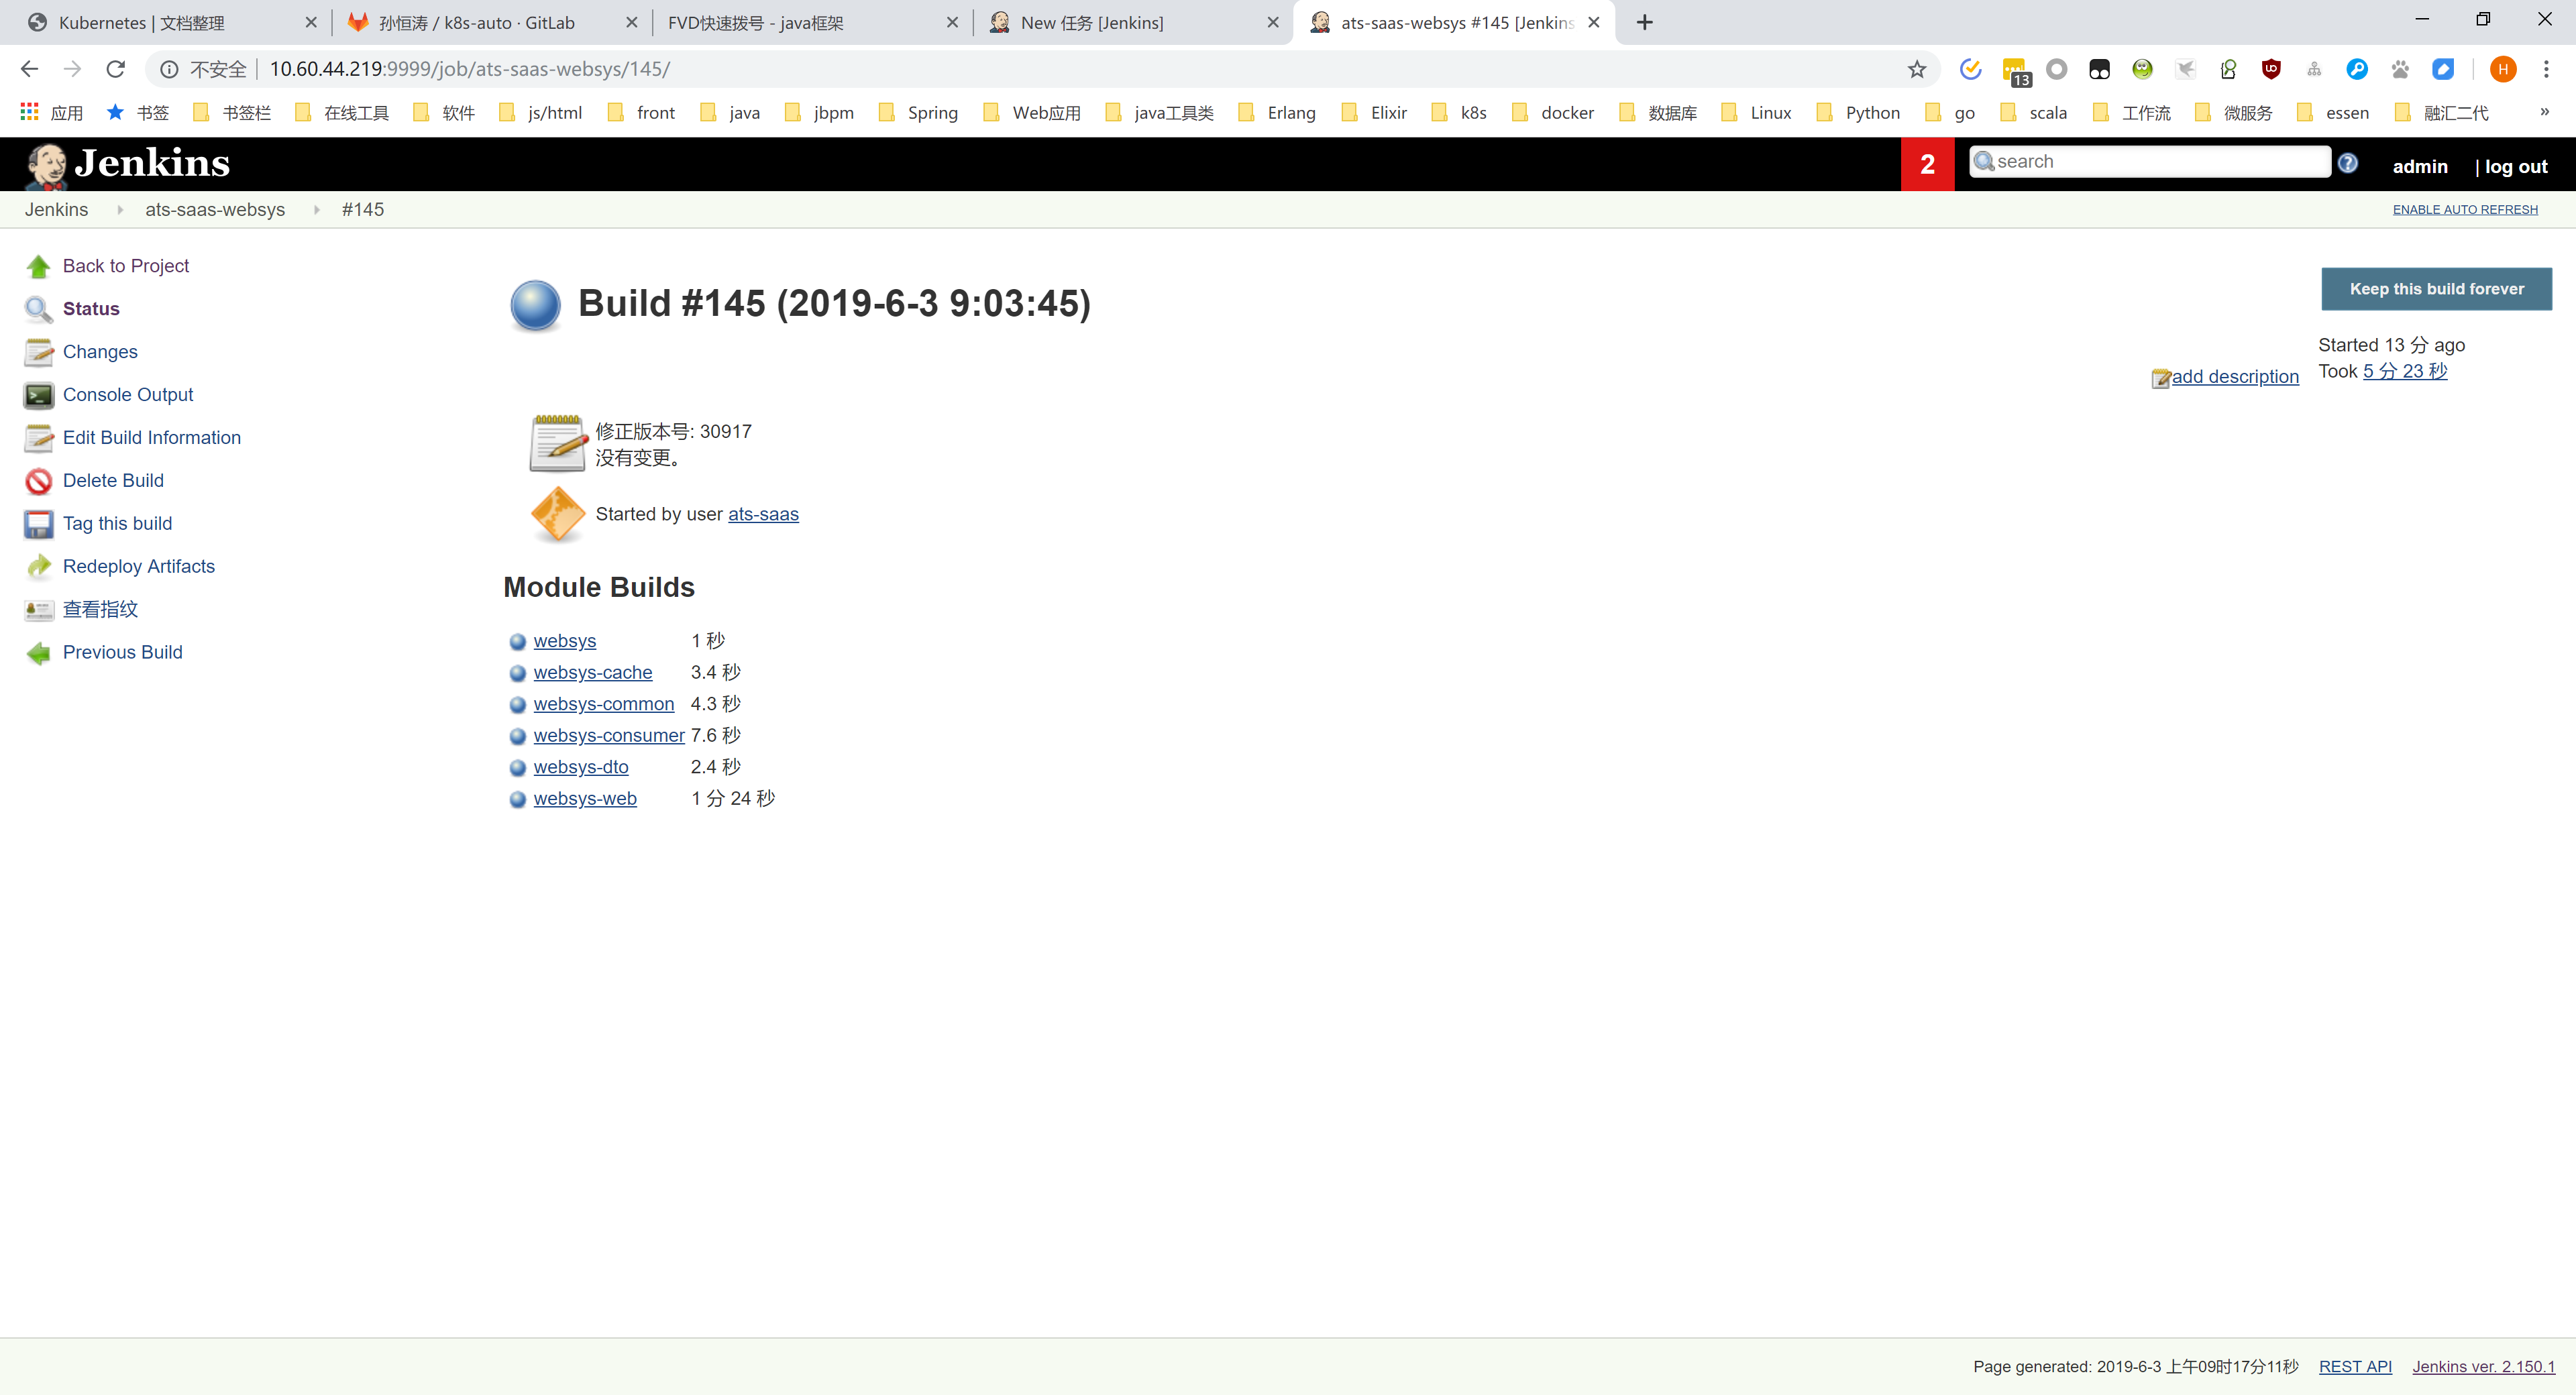 Kubernetes | 文档整理
孙恒涛 / k8s-auto · GitLab
FVD快速拨号 - java框架
New 任务 [Jenkins]
ats-saas-websys #145 [Jenkins
不安全 10.60.44.219:9999/job/ats-saas-websys/145/
13
H
应用 书签 书签栏 在线工具 软件 js/html front java jbpm Spring Web应用 java工具类 Erlang Elixir k8s docker 数据库 Linux Python go scala 工作流 微服务 essen 融汇二代 »
Jenkins
2
search
admin
| log out
Jenkins ats-saas-websys #145
ENABLE AUTO REFRESH
Back to Project
Status
Changes
Console Output
Edit Build Information
Delete Build
Tag this build
Redeploy Artifacts
查看指纹
Previous Build
Build #145 (2019-6-3 9:03:45)
Keep this build forever
Started 13 分 ago
Took 5 分 23 秒
add description
修正版本号: 30917
没有变更。
Started by user ats-saas
Module Builds
websys 1 秒
websys-cache 3.4 秒
websys-common 4.3 秒
websys-consumer 7.6 秒
websys-dto 2.4 秒
websys-web 1 分 24 秒
Page generated: 2019-6-3 上午09时17分11秒 REST API Jenkins ver. 2.150.1